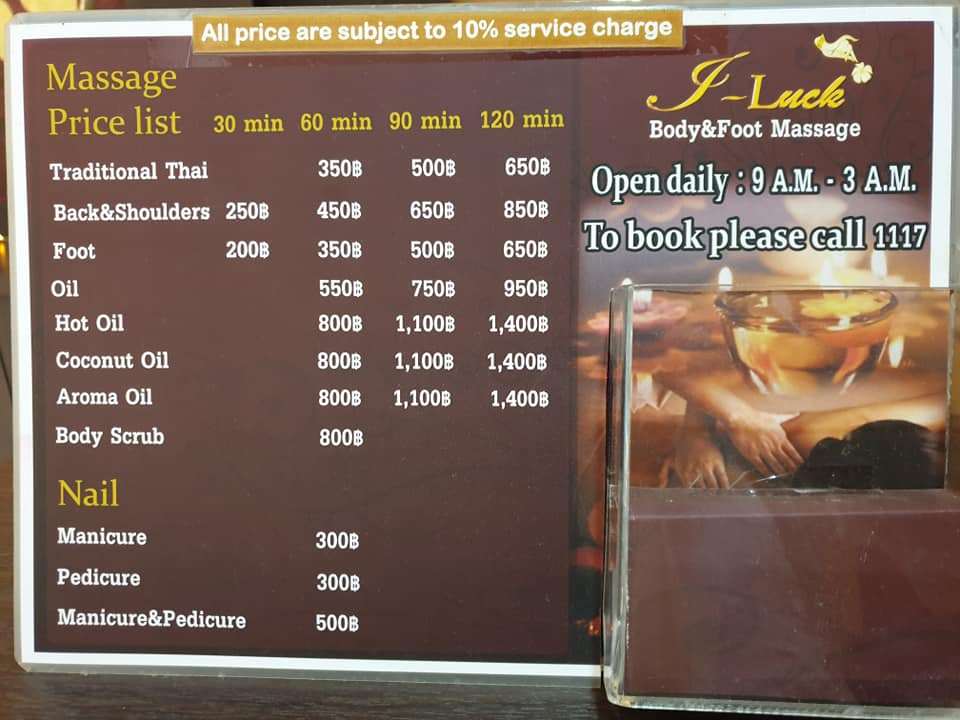 All price are subject to 10% service charge
Massage
Price list 30 min 60 min 90 min 120 min
Traditional Thai 350฿ 500฿ 650฿
Back&Shoulders 250฿ 450฿ 650฿ 850฿
Foot 200฿ 350฿ 500฿ 650฿
Oil 550฿ 750฿ 950฿
Hot Oil 800฿ 1,100฿ 1,400฿
Coconut Oil 800฿ 1,100฿ 1,400฿
Aroma Oil 800฿ 1,100฿ 1,400฿
Body Scrub 800฿
Nail
Manicure 300฿
Pedicure 300฿
Manicure&Pedicure 500฿
I-Luck
Body&Foot Massage
Open daily : 9 A.M. - 3 A.M.
To book please call 1117